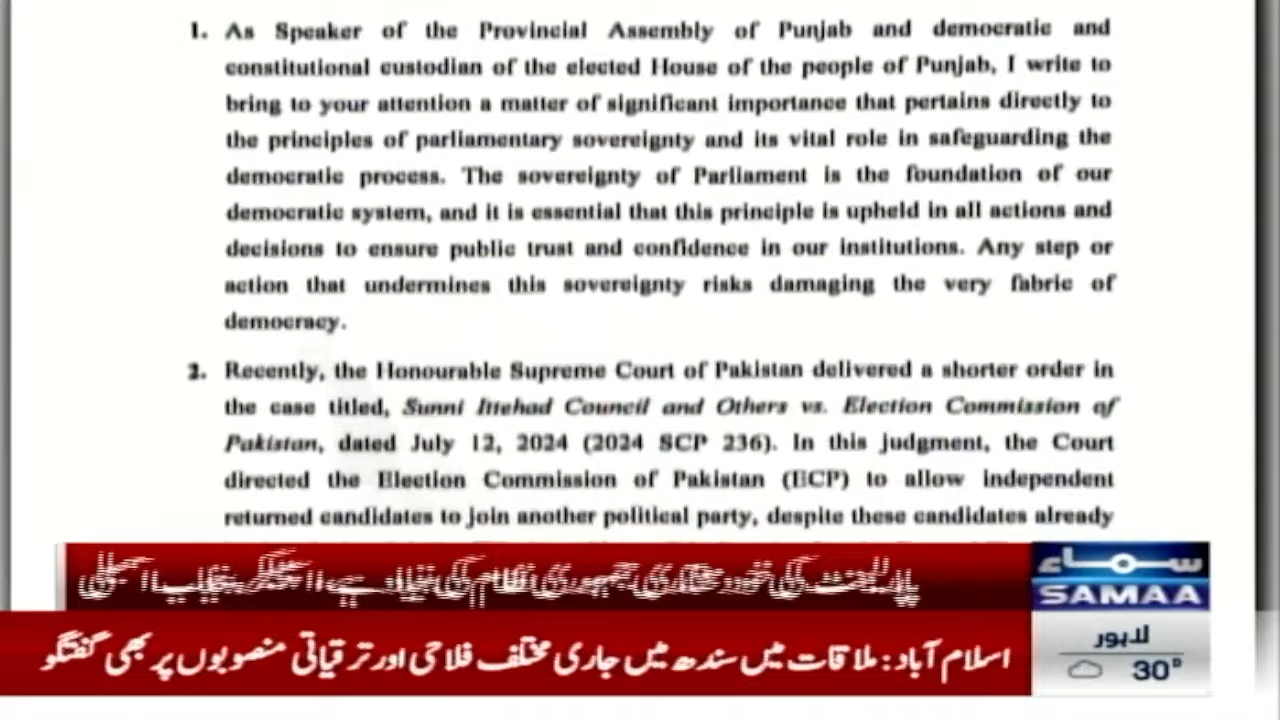 1. As Speaker of the Provincial Assembly of Punjab and democratic and
constitutional custodian of the elected House of the people of Punjab, I write to
bring to your attention a matter of significant importance that pertains directly to
the principles of parliamentary sovereignty and its vital role in safeguarding the
democratic process. The sovereignty of Parliament is the foundation of our
democratic system, and it is essential that this principle is upheld in all actions and
decisions to ensure public trust and confidence in our institutions. Any step or
action that undermines this sovereignty risks damaging the very fabric of
democracy.
2. Recently, the Honourable Supreme Court of Pakistan delivered a shorter order in
the case titled, Sunni Ittehad Council and Others vs. Election Commission of
Pakistan, dated July 12, 2024 (2024 SCP 236). In this judgment, the Court
directed the Election Commission of Pakistan (ECP) to allow independent
returned candidates to join another political party, despite these candidates already
پارلیمنٹ کی خودمختاری جمہوری نظام کی بنیاد ہے، اسپیکر پنجاب اسمبلی
سماء
SAMAA
اسلام آباد: ملاقات میں سندھ میں جاری مختلف فلاحی اور ترقیاتی منصوبوں پر بھی گفتگو
لاہور
30°